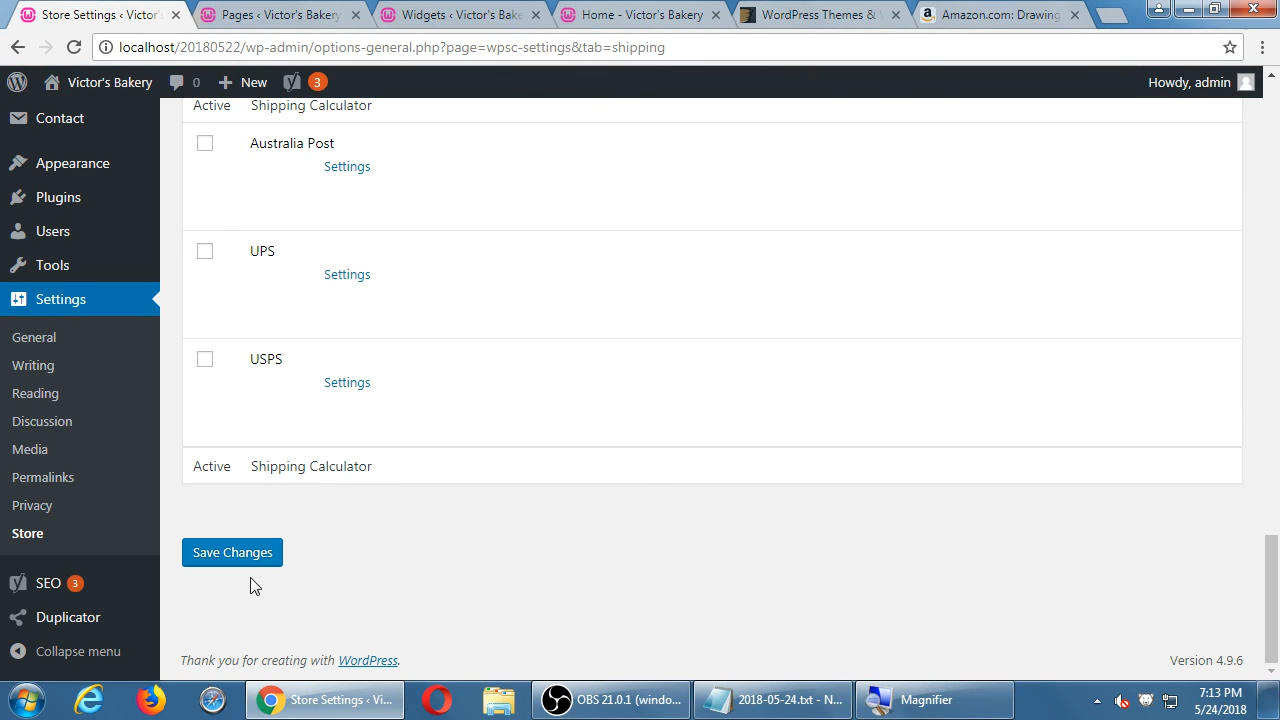 Store Settings ‹ Victor'
Pages ‹ Victor's Bakery
Widgets ‹ Victor's Bake
Home - Victor's Bakery
WordPress Themes &
Amazon.com: Drawing
localhost/20180522/wp-admin/options-general.php?page=wpsc-settings&tab=shipping
Victor's Bakery 0 New 3 Howdy, admin
Contact
Appearance
Plugins
Users
Tools
Settings
General
Writing
Reading
Discussion
Media
Permalinks
Privacy
Store
SEO 3
Duplicator
Collapse menu
Active Shipping Calculator
Australia Post
Settings
UPS
Settings
USPS
Settings
Active Shipping Calculator
Save Changes
Thank you for creating with WordPress.
Version 4.9.6
Store Settings ‹ Vi...
OBS 21.0.1 (windo...
2018-05-24.txt - N...
Magnifier
7:13 PM
5/24/2018